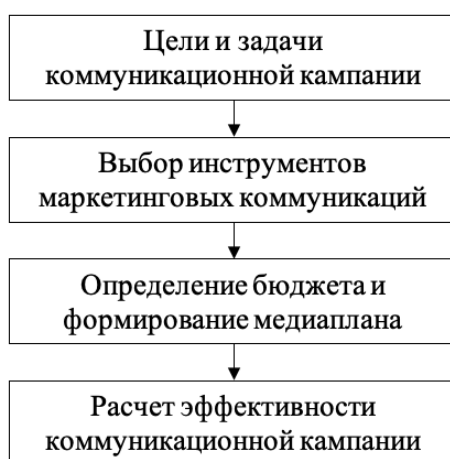 Цели и задачи
коммуникационной кампании
Выбор инструментов
маркетинговых коммуникаций
Определение бюджета и
формирование медиаплана
Расчет эффективности
коммуникационной кампании